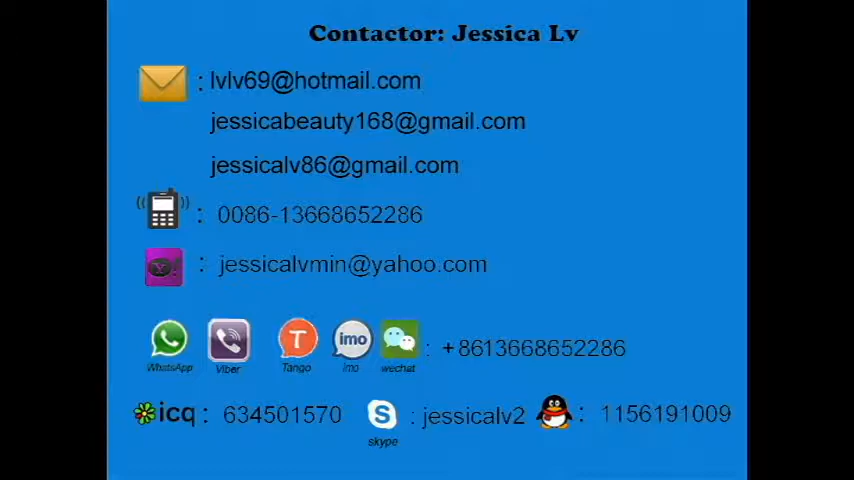 Contactor: Jessica Lv
: lvlv69@hotmail.com
jessicabeauty168@gmail.com
jessicalv86@gmail.com
: 0086-13668652286
: jessicalvmin@yahoo.com
T imo : +8613668652286
WhatsApp Viber Tango imo wechat
icq : 634501570 S : jessicalv2 : 1156191009
skype